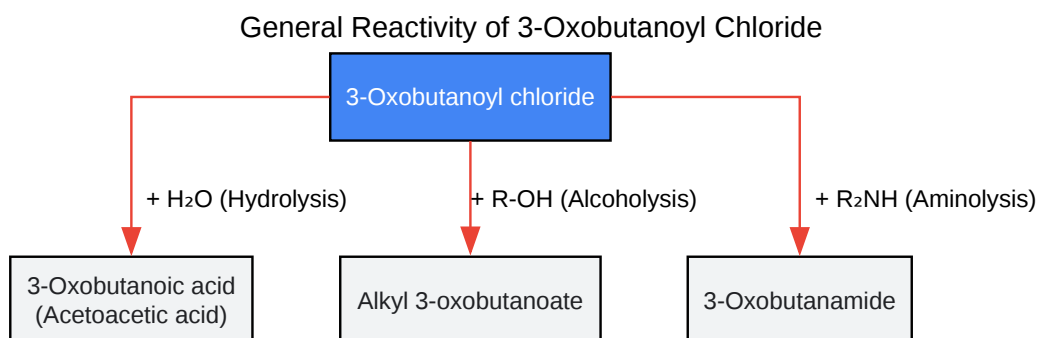 General Reactivity of 3-Oxobutanoyl Chloride
3-Oxobutanoyl chloride
+ H₂O (Hydrolysis)
+ R-OH (Alcoholysis)
+ R₂NH (Aminolysis)
3-Oxobutanoic acid
(Acetoacetic acid)
Alkyl 3-oxobutanoate
3-Oxobutanamide